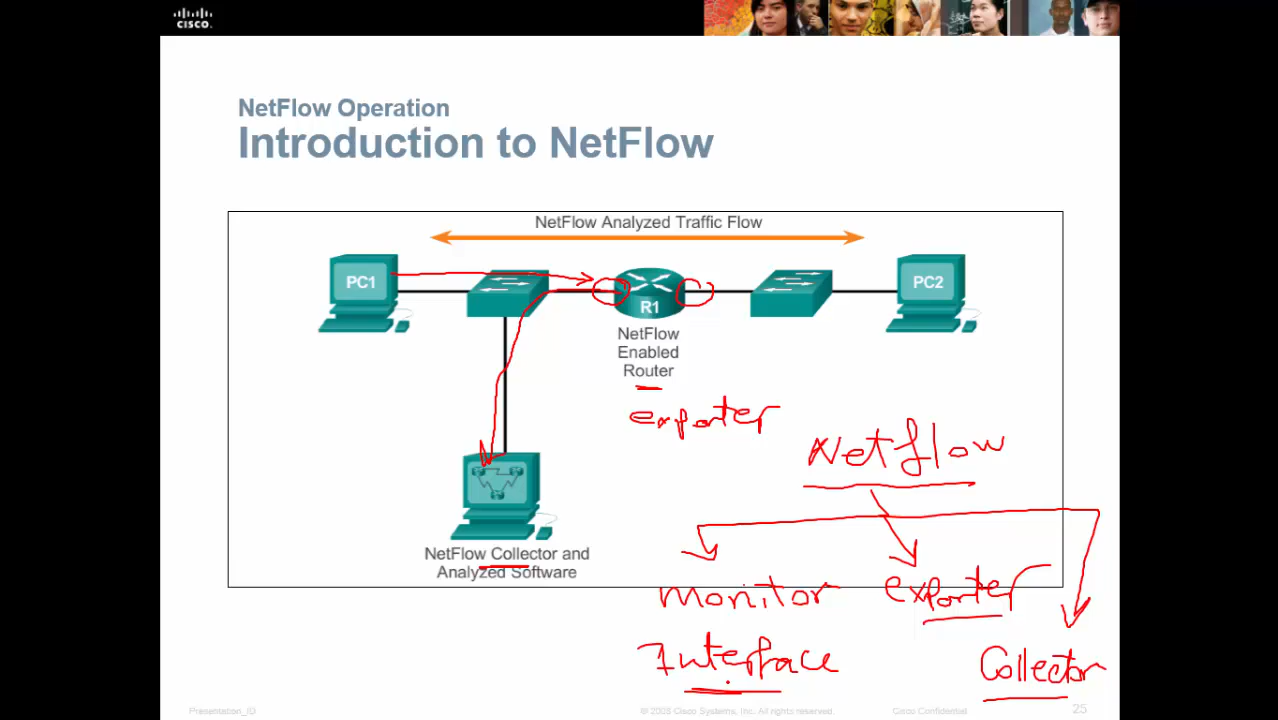 CISCO
NetFlow Operation
Introduction to NetFlow
NetFlow Analyzed Traffic Flow
PC1
R1
PC2
NetFlow
Enabled
Router
exporter
Netflow
NetFlow Collector and
Analyzed Software
monitor
exporter
Interface
Collector
Presentation_ID
© 2008 Cisco Systems, Inc. All rights reserved.
Cisco Confidential
25